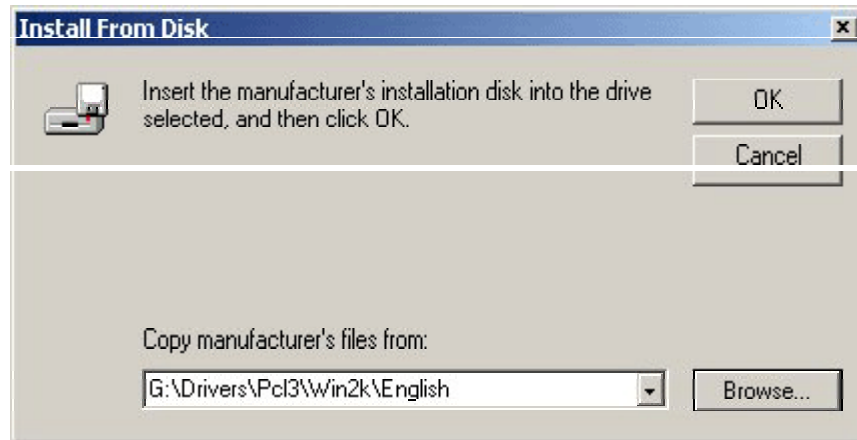 Install From Disk
Insert the manufacturer's installation disk into the drive
selected, and then click OK.
OK
Cancel
Copy manufacturer's files from:
G:\Drivers\Pcl3\Win2k\English
Browse...